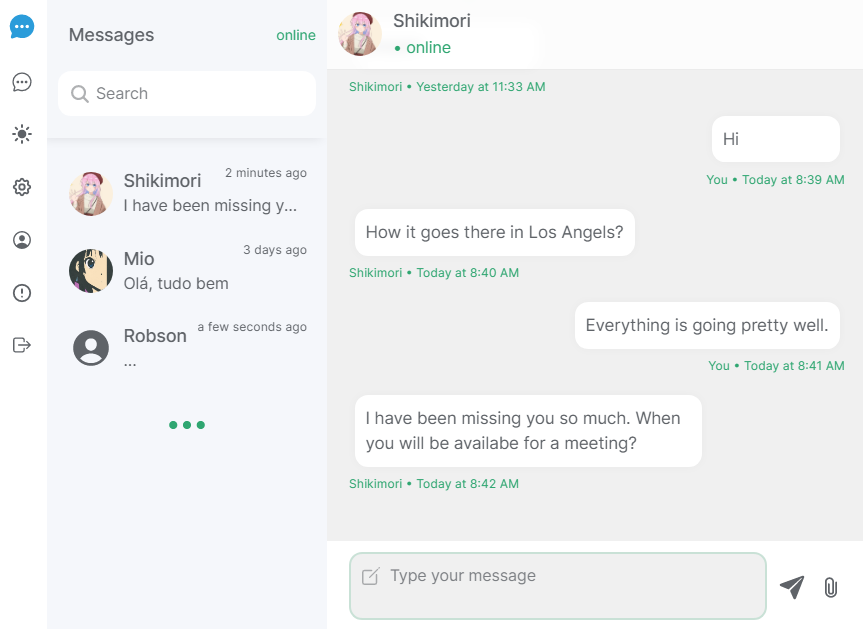 Messages
online
Search
Shikimori
2 minutes ago
I have been missing y...
Mio
3 days ago
Olá, tudo bem
Robson
a few seconds ago
...
Shikimori
• online
Shikimori • Yesterday at 11:33 AM
Hi
You • Today at 8:39 AM
How it goes there in Los Angels?
Shikimori • Today at 8:40 AM
Everything is going pretty well.
You • Today at 8:41 AM
I have been missing you so much. When
you will be availabe for a meeting?
Shikimori • Today at 8:42 AM
Type your message